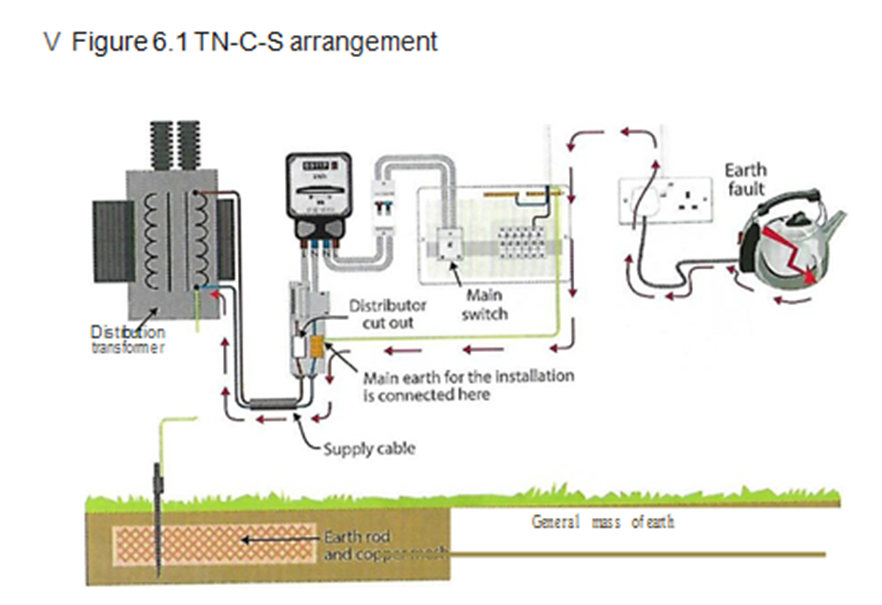 V Figure 6.1 TN-C-S arrangement
Earth
fault
Distribution
transformer
Distributor
cut out
Main
switch
Main earth for the installation
is connected here
Supply cable
General mass of earth
Earth rod
and copper mesh